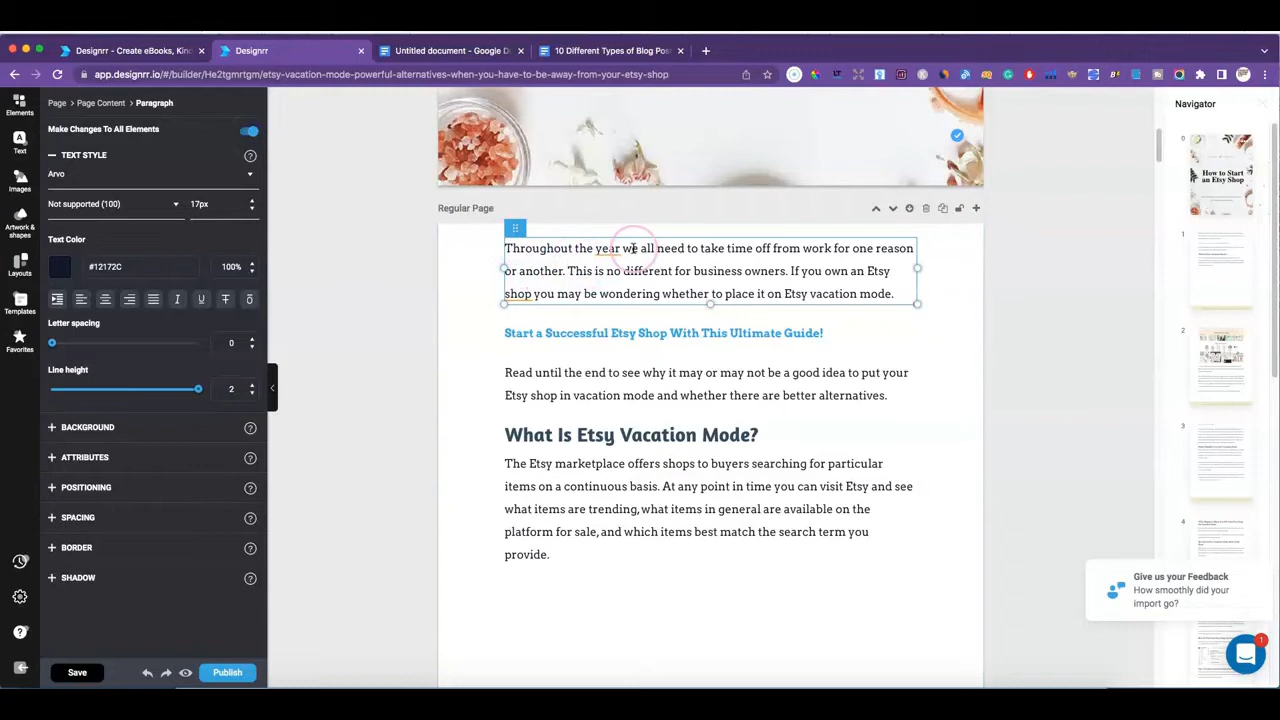 Designrr - Create eBooks, Kin
Designrr
Untitled document - Google D
10 Different Types of Blog Pos
app.designrr.io/#/builder/He2tgmrtgm/etsy-vacation-mode-powerful-alternatives-when-you-have-to-be-away-from-your-etsy-shop
Elements
Text
Images
Artwork & shapes
Layouts
Templates
Favorites
Page > Page Content > Paragraph
Make Changes To All Elements
TEXT STYLE
Arvo
Not supported (100)
17px
Text Color
#12172C
100%
Letter spacing
0
Line height
2
BACKGROUND
ATTRIBUTES
POSITIONING
SPACING
BORDER
SHADOW
Save
Publish
Regular Page
Throughout the year we all need to take time off from work for one reason
or another. This is no different for business owners. If you own an Etsy
shop you may be wondering whether to place it on Etsy vacation mode.
Start a Successful Etsy Shop With This Ultimate Guide!
Read until the end to see why it may or may not be a good idea to put your
Etsy shop in vacation mode and whether there are better alternatives.
What Is Etsy Vacation Mode?
The Etsy marketplace offers shops to buyers searching for particular
items on a continuous basis. At any point in time you can visit Etsy and see
what items are trending, what items in general are available on the
platform for sale, and which items best match the search term you
provide.
Navigator
0
How to Start
an Etsy Shop
1
2
3
4
Give us your Feedback
How smoothly did your
import go?
1